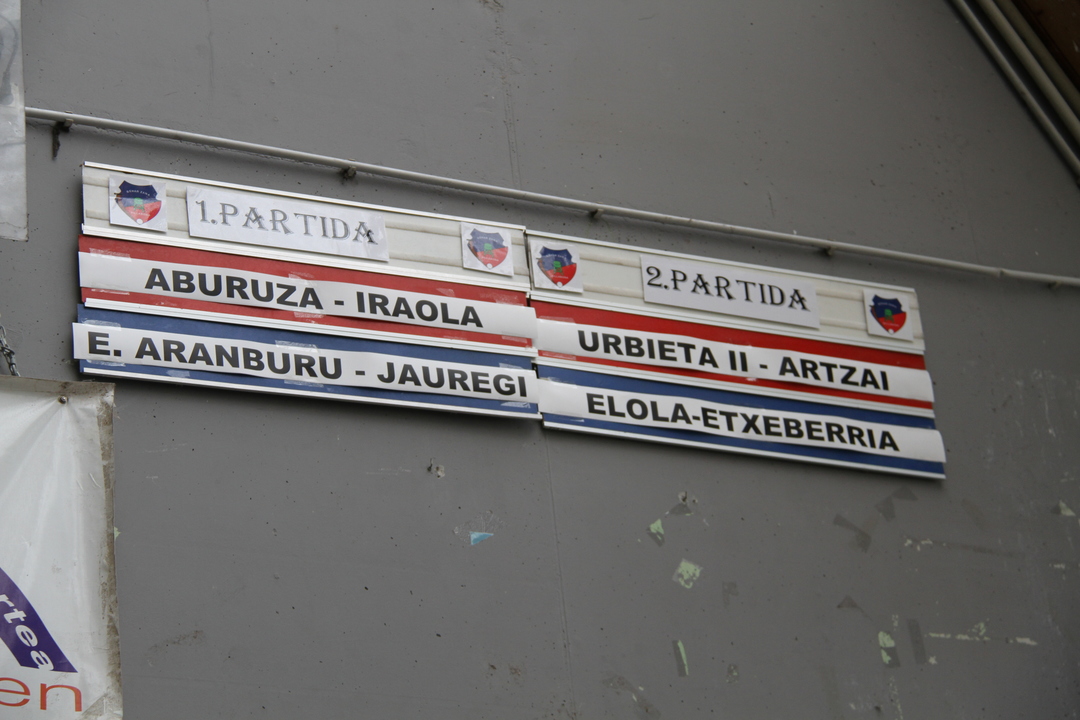 1.PARTIDA
ABURUZA - IRAOLA
E. ARANBURU - JAUREGI
2.PARTIDA
URBIETA II - ARTZAI
ELOLA-ETXEBERRIA
rtea
en